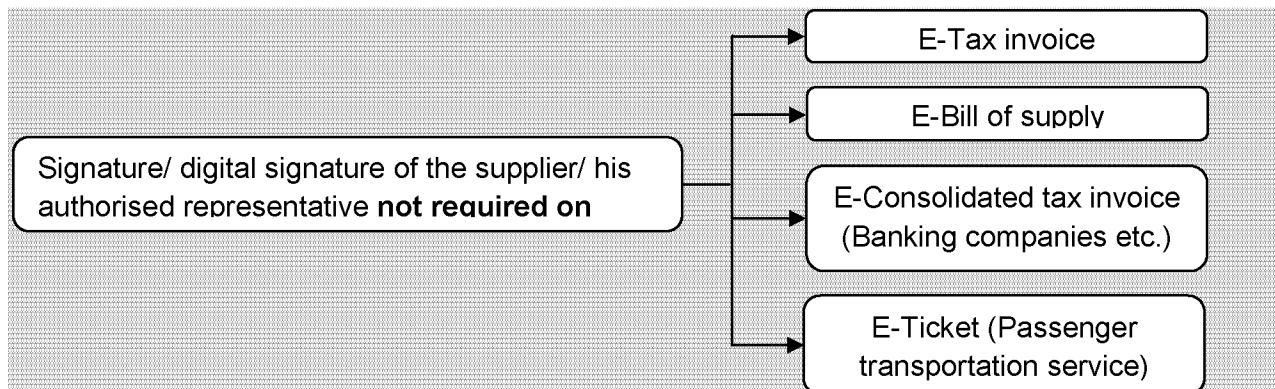 Signature/ digital signature of the supplier/ his
authorised representative not required on
E-Tax invoice
E-Bill of supply
E-Consolidated tax invoice
(Banking companies etc.)
E-Ticket (Passenger
transportation service)